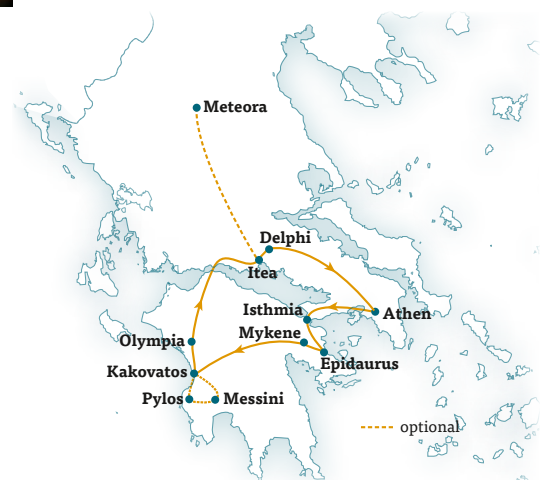 Meteora
Delphi
Itea
Isthmia
Athen
Mykene
Olympia
Epidaurus
Kakovatos
Pylos
Messini
optional